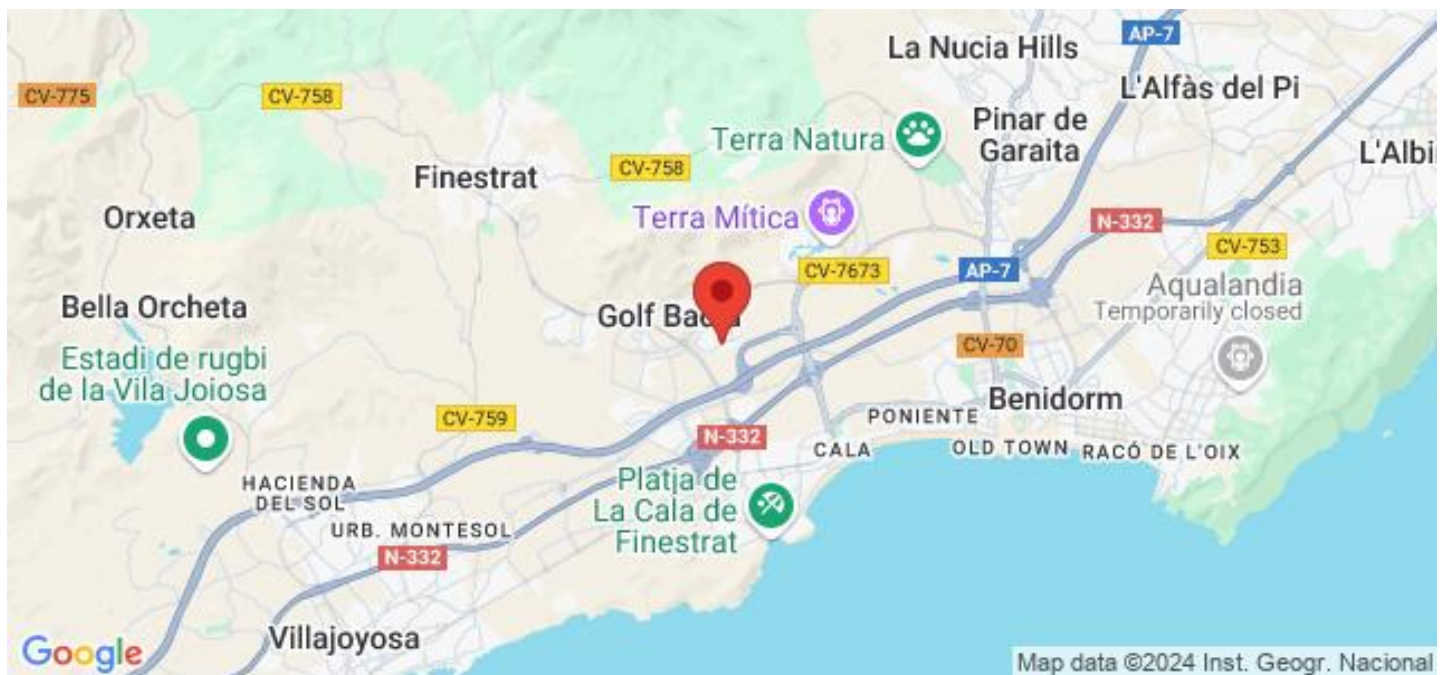 La Nucia Hills
AP-7
CV-775
CV-758
L'Alfàs del Pi
Terra Natura
Pinar de
Garaita
L'Albi
Finestrat
CV-758
Orxeta
Terra Mítica
N-332
CV-753
CV-7673
AP-7
Aqualandia
Temporarily closed
Bella Orcheta
Golf
Estadi de rugbi
de la Vila Joiosa
CV-70
Benidorm
CV-759
PONIENTE
N-332
CALA
OLD TOWN
RACÓ DE L'OIX
HACIENDA
DEL SOL
Platja de
La Cala de
Finestrat
URB. MONTESOL
N-332
Villajoyosa
Google
Map data ©2024 Inst. Geogr. Nacional